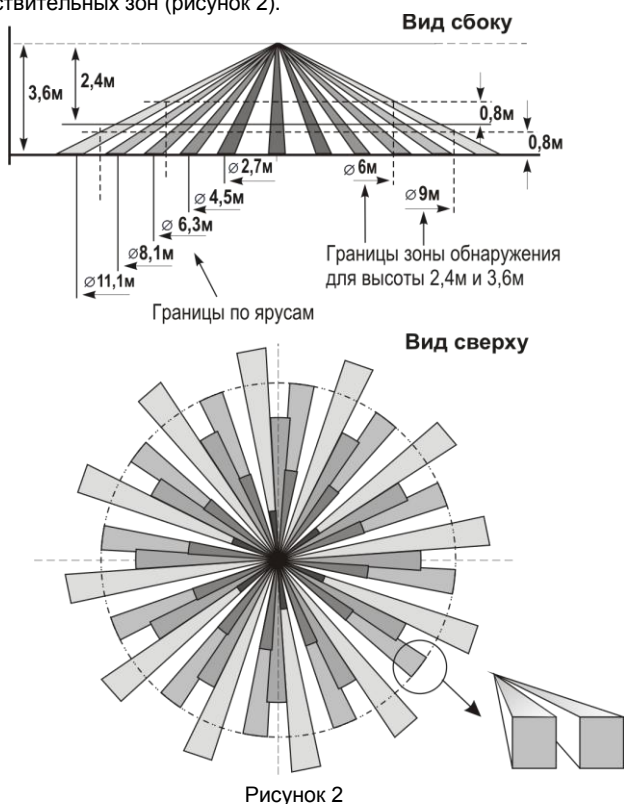 ствительных зон (рисунок 2).
Вид сбоку
3,6м
2,4м
0,8м
0,8м
⌀ 2,7м
⌀ 6м
⌀ 4,5м
⌀ 9м
⌀ 6,3м
⌀8,1м
⌀11,1м
Границы зоны обнаружения
для высоты 2,4м и 3,6м
Границы по ярусам
Вид сверху
Рисунок 2